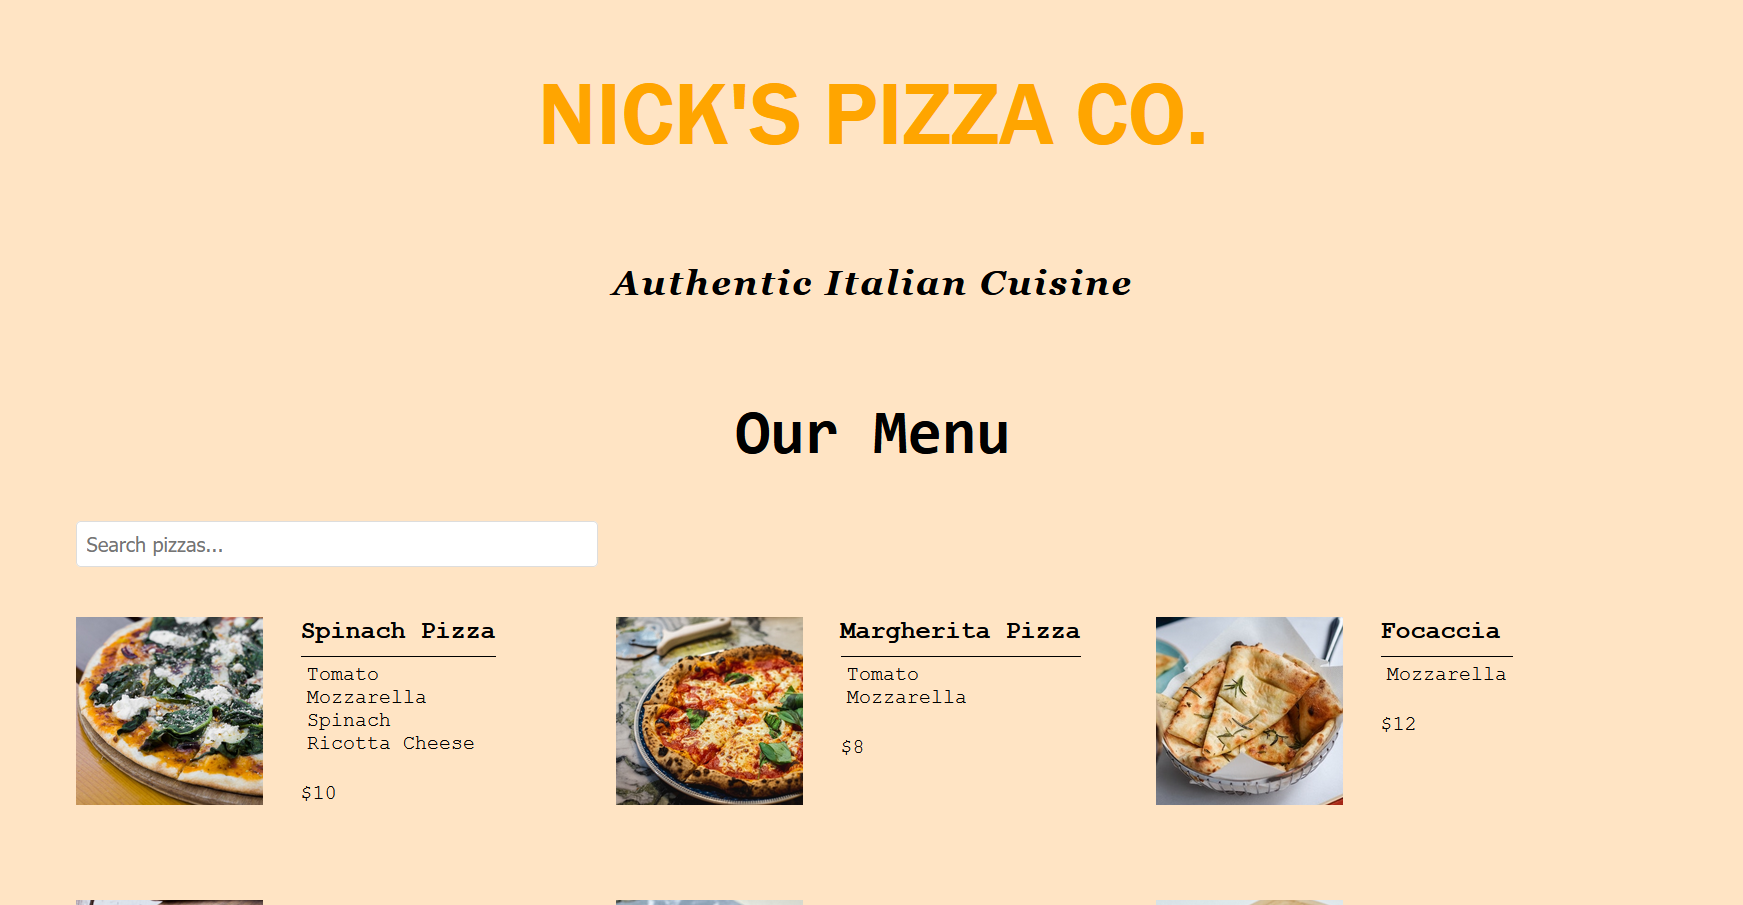 NICK'S PIZZA CO.
Authentic Italian Cuisine
Our Menu
Search pizzas...
Spinach Pizza
Tomato
Mozzarella
Spinach
Ricotta Cheese
$10
Margherita Pizza
Tomato
Mozzarella
$8
Focaccia
Mozzarella
$12